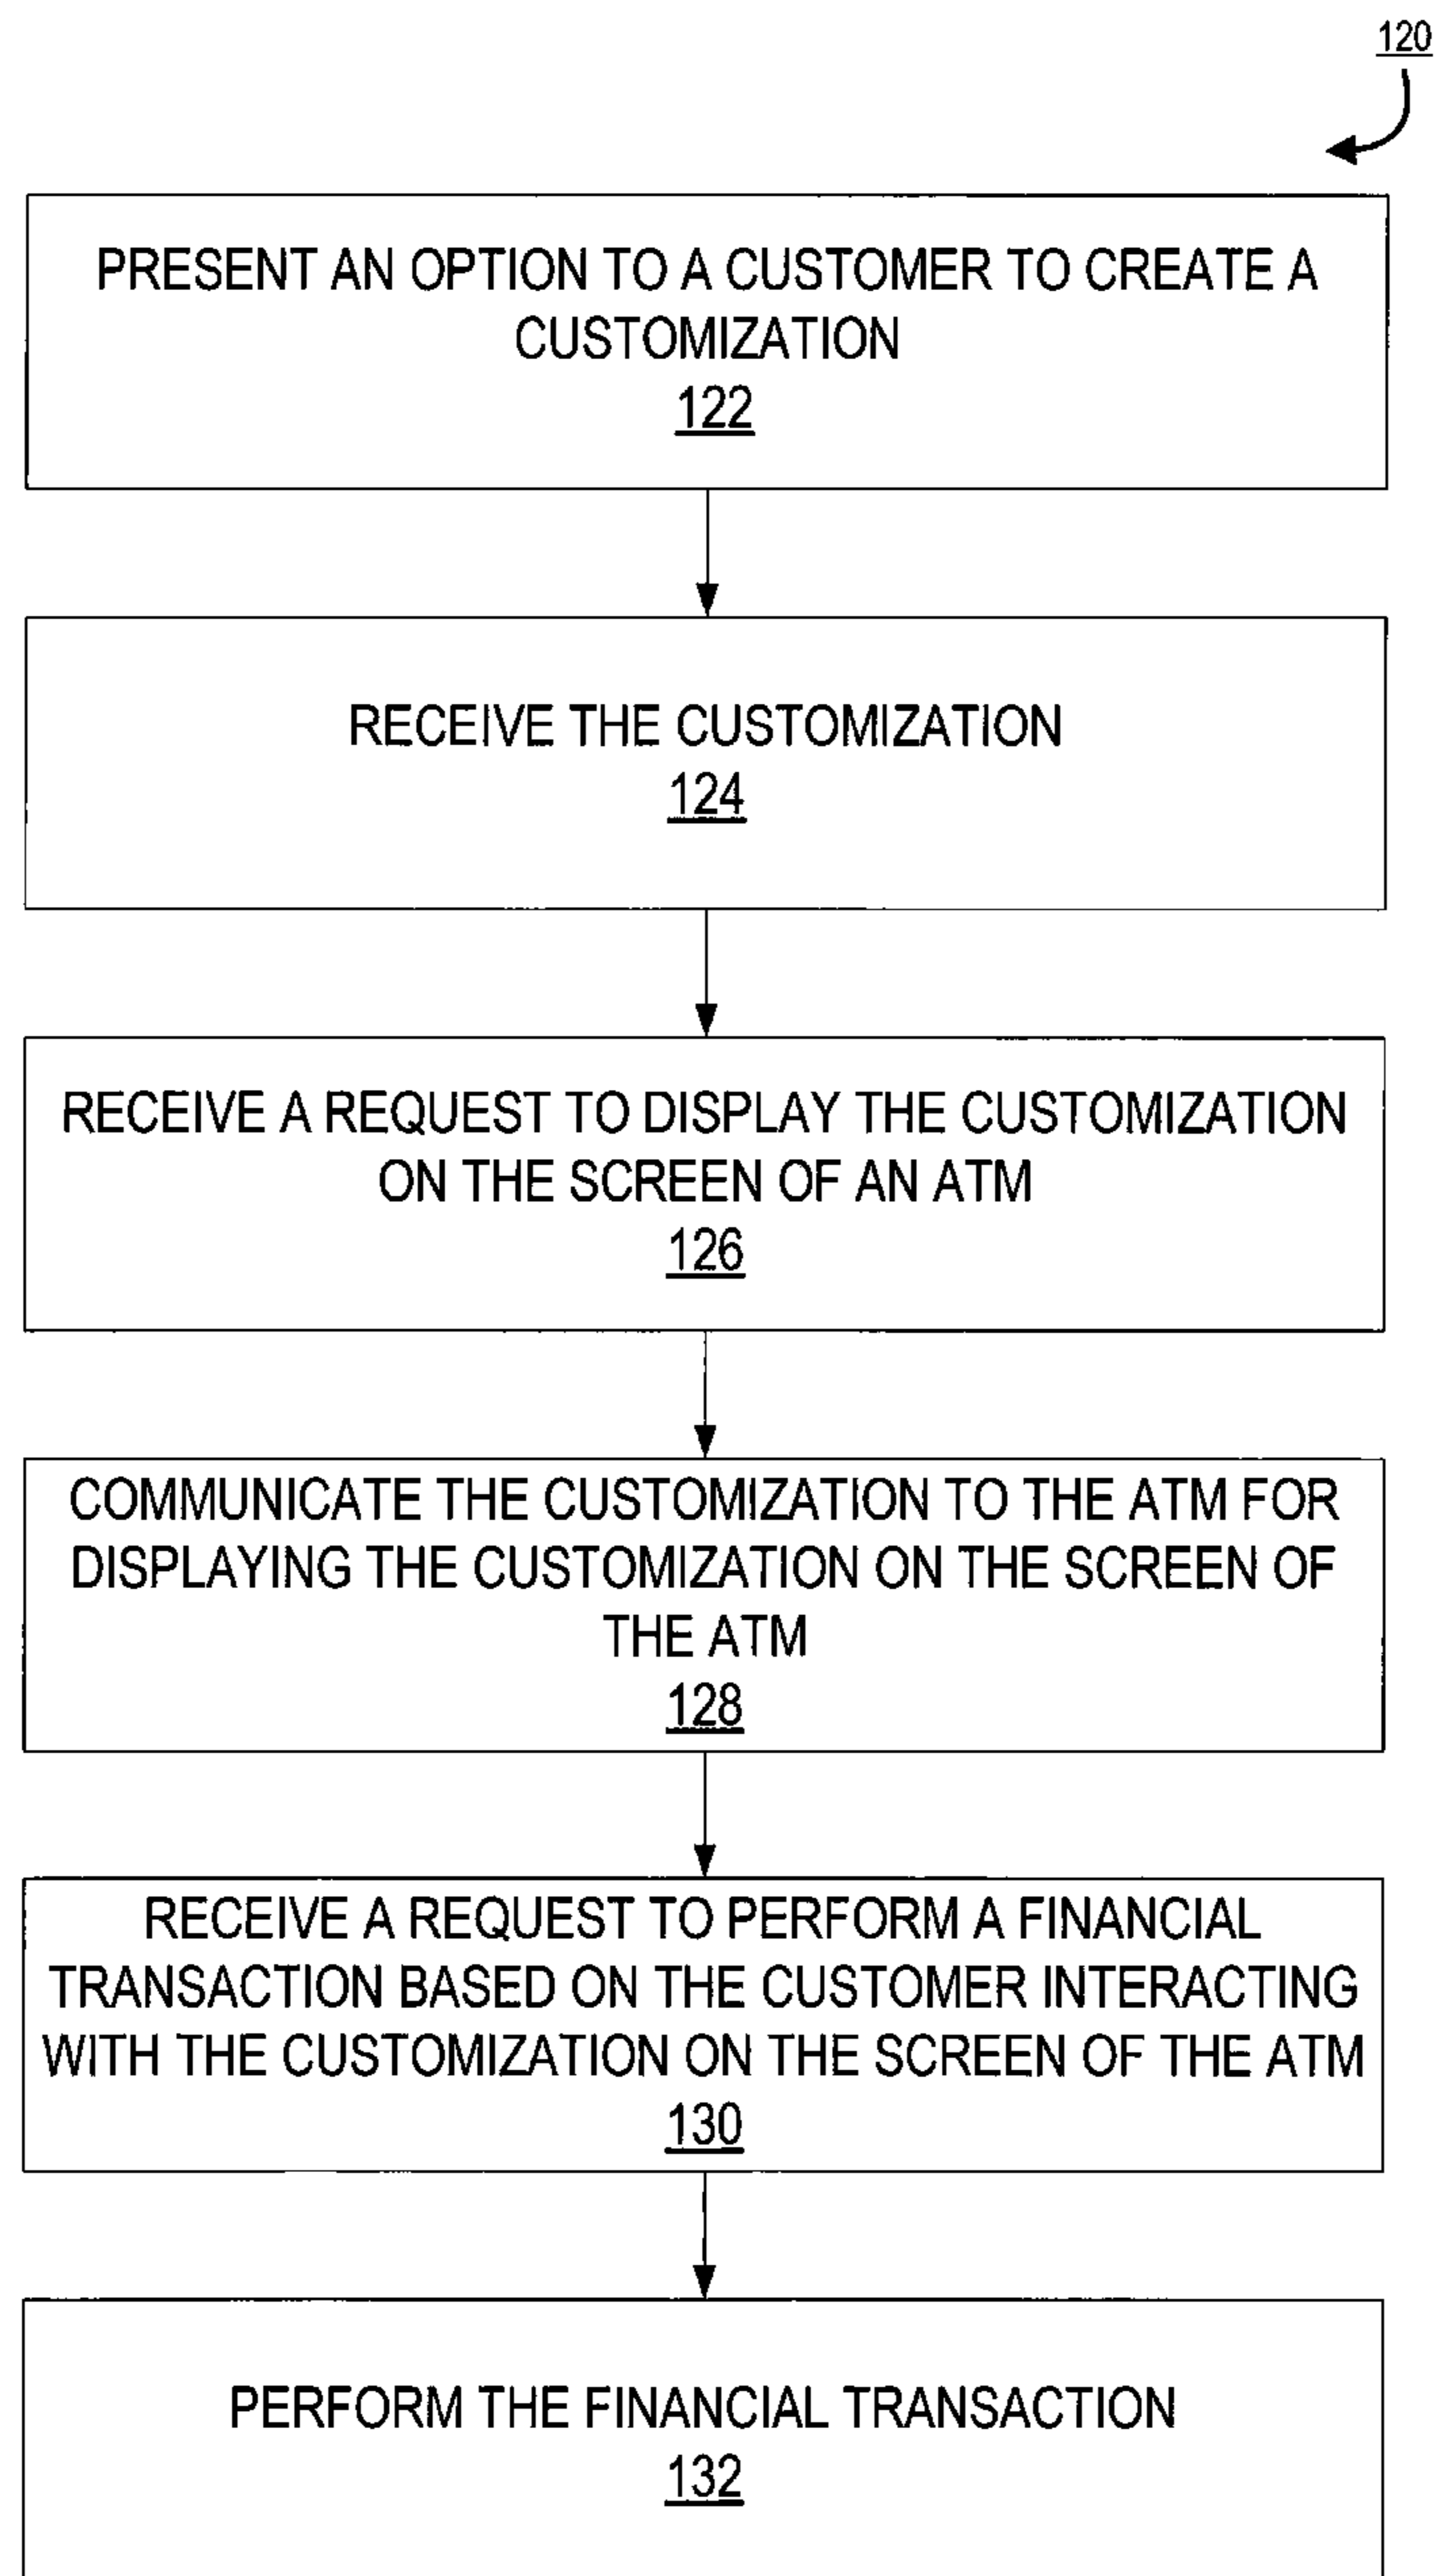 120
PRESENT AN OPTION TO A CUSTOMER TO CREATE A
CUSTOMIZATION
122
RECEIVE THE CUSTOMIZATION
124
RECEIVE A REQUEST TO DISPLAY THE CUSTOMIZATION
ON THE SCREEN OF AN ATM
126
COMMUNICATE THE CUSTOMIZATION TO THE ATM FOR
DISPLAYING THE CUSTOMIZATION ON THE SCREEN OF
THE ATM
128
RECEIVE A REQUEST TO PERFORM A FINANCIAL
TRANSACTION BASED ON THE CUSTOMER INTERACTING
WITH THE CUSTOMIZATION ON THE SCREEN OF THE ATM
130
PERFORM THE FINANCIAL TRANSACTION
132